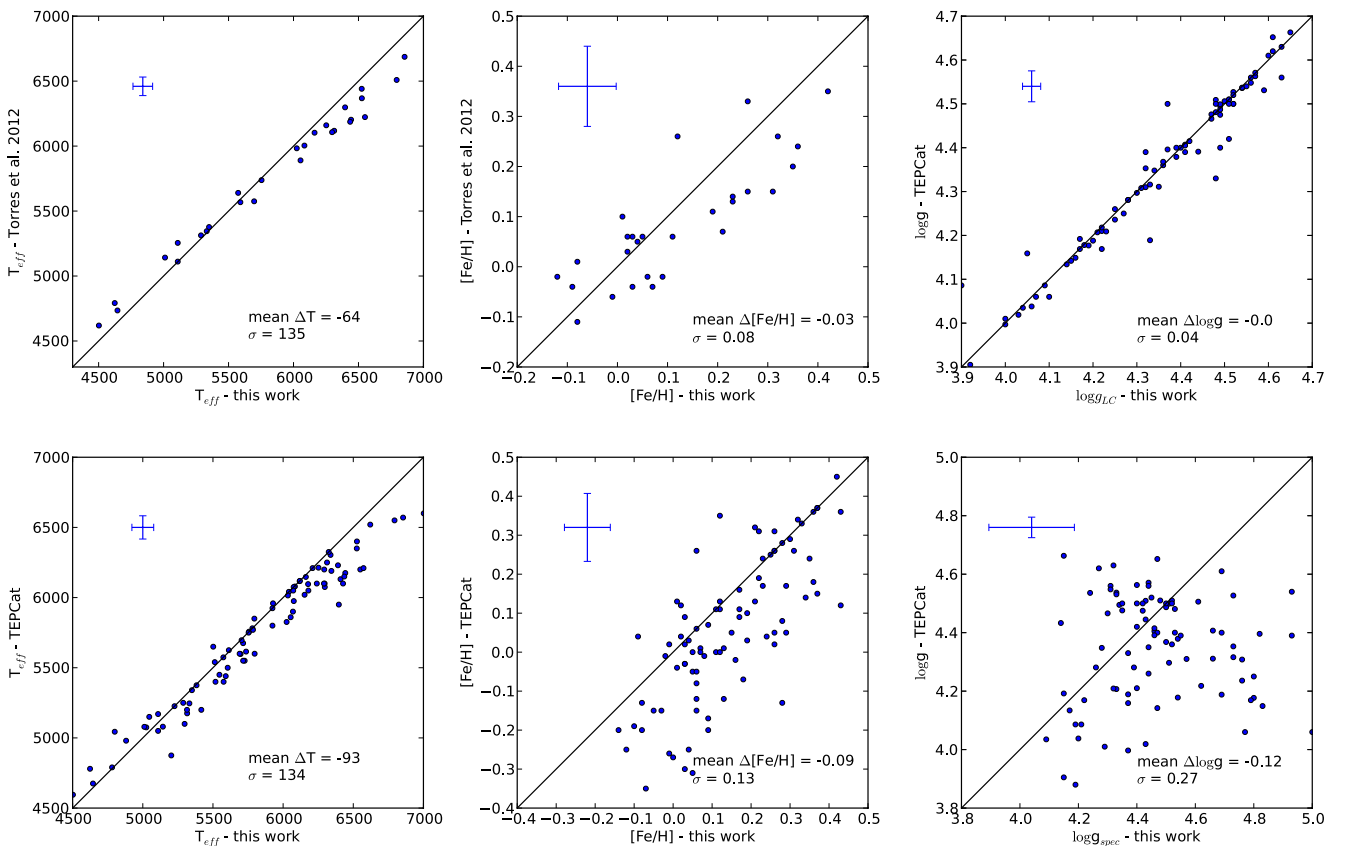 7000
6500
6000
5500
5000
4500
4500 5000 5500 6000 6500 7000
T_eff - Torres et al. 2012
T_eff - this work
mean ΔT = -64
σ = 135
0.5
0.4
0.3
0.2
0.1
0.0
−0.1
−0.2
−0.2 −0.1 0.0 0.1 0.2 0.3 0.4 0.5
[Fe/H] - Torres et al. 2012
[Fe/H] - this work
mean Δ[Fe/H] = -0.03
σ = 0.08
4.7
4.6
4.5
4.4
4.3
4.2
4.1
4.0
3.9
3.9 4.0 4.1 4.2 4.3 4.4 4.5 4.6 4.7
logg - TEPCat
logg_LC - this work
mean Δlogg = -0.0
σ = 0.04
7000
6500
6000
5500
5000
4500
4500 5000 5500 6000 6500 7000
T_eff - TEPCat
T_eff - this work
mean ΔT = -93
σ = 134
0.5
0.4
0.3
0.2
0.1
0.0
−0.1
−0.2
−0.3
−0.4
−0.4 −0.3 −0.2 −0.1 0.0 0.1 0.2 0.3 0.4 0.5
[Fe/H] - TEPCat
[Fe/H] - this work
mean Δ[Fe/H] = -0.09
σ = 0.13
5.0
4.8
4.6
4.4
4.2
4.0
3.8
3.8 4.0 4.2 4.4 4.6 4.8 5.0
logg - TEPCat
logg_spec - this work
mean Δlogg = -0.12
σ = 0.27